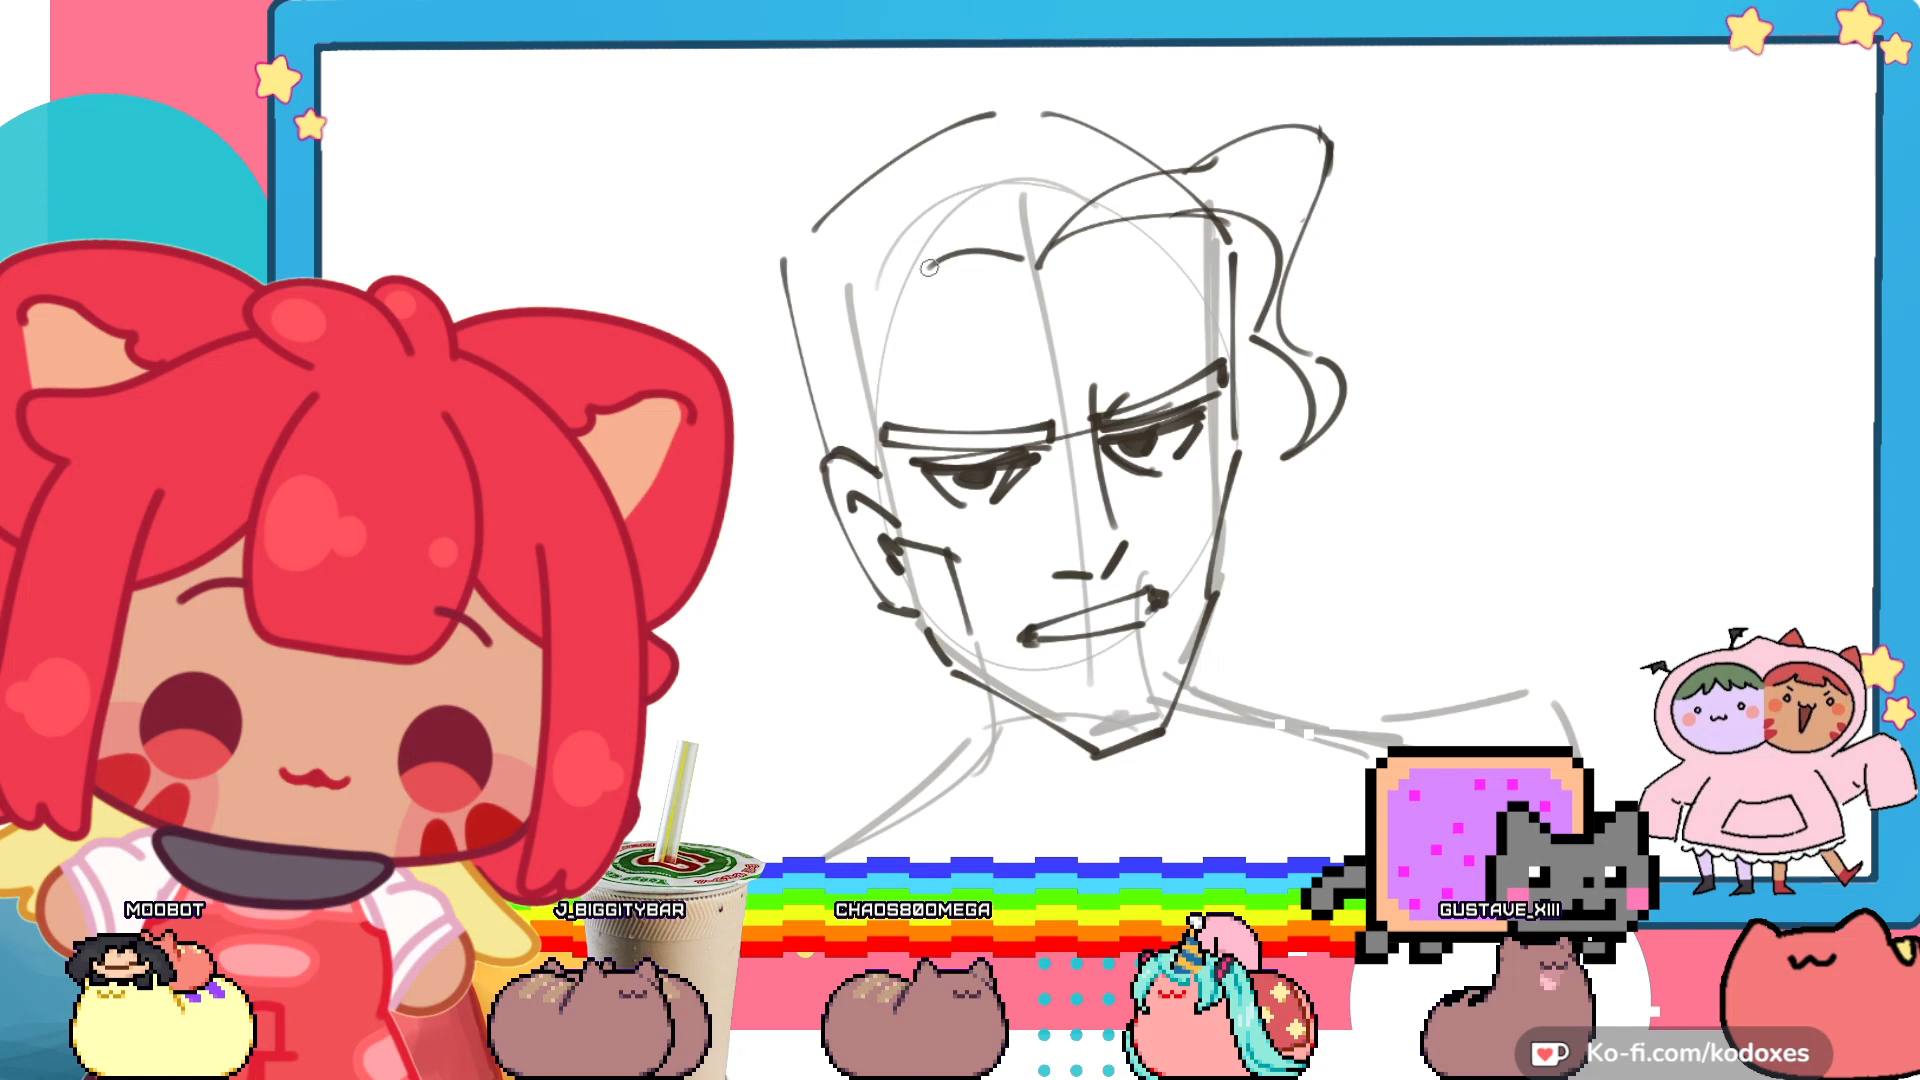 MOOBOT
J_BIGGITYBAR
CHAOS80OMEGA
GUSTAVE_XIII
Ko-fi.com/kodoxes